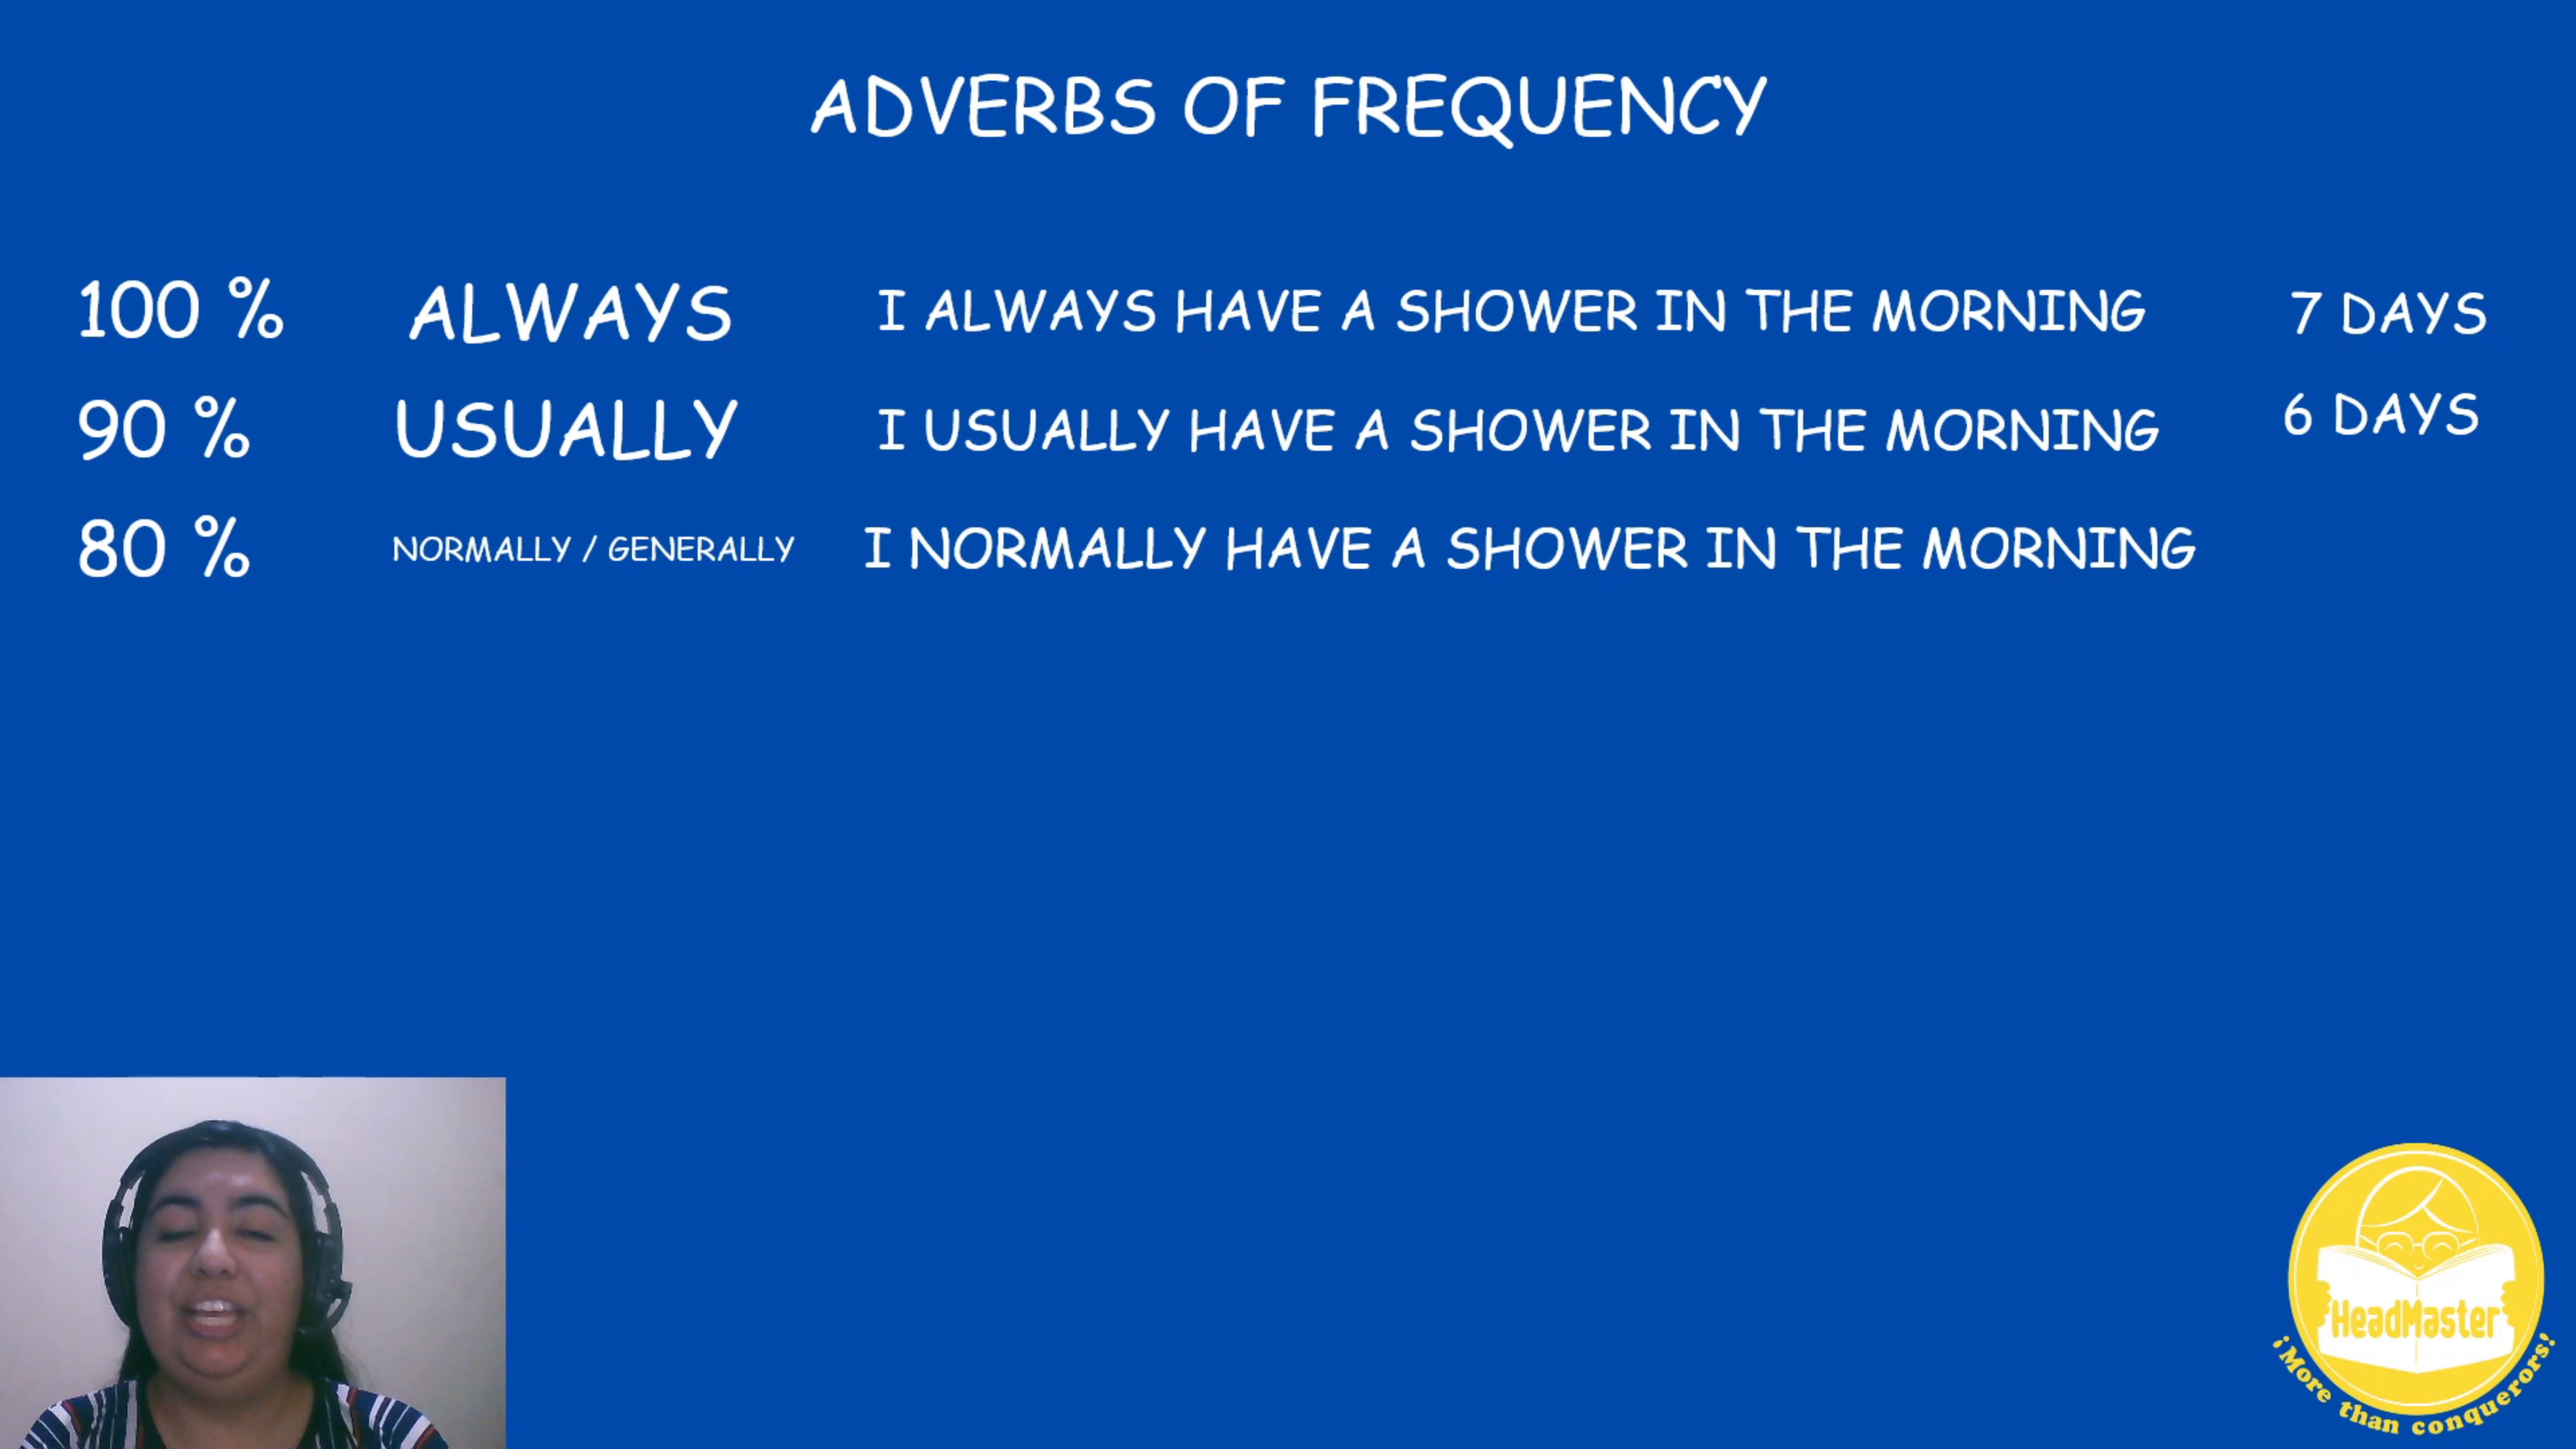 ADVERBS OF FREQUENCY
100 % ALWAYS I ALWAYS HAVE A SHOWER IN THE MORNING 7 DAYS
90 % USUALLY I USUALLY HAVE A SHOWER IN THE MORNING 6 DAYS
80 % NORMALLY / GENERALLY I NORMALLY HAVE A SHOWER IN THE MORNING
HeadMaster
¡More than conquerors!